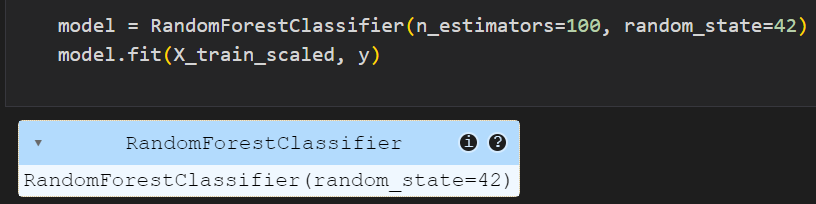 model = RandomForestClassifier(n_estimators=100, random_state=42)
model.fit(X_train_scaled, y)
▾ RandomForestClassifier i ?
RandomForestClassifier(random_state=42)